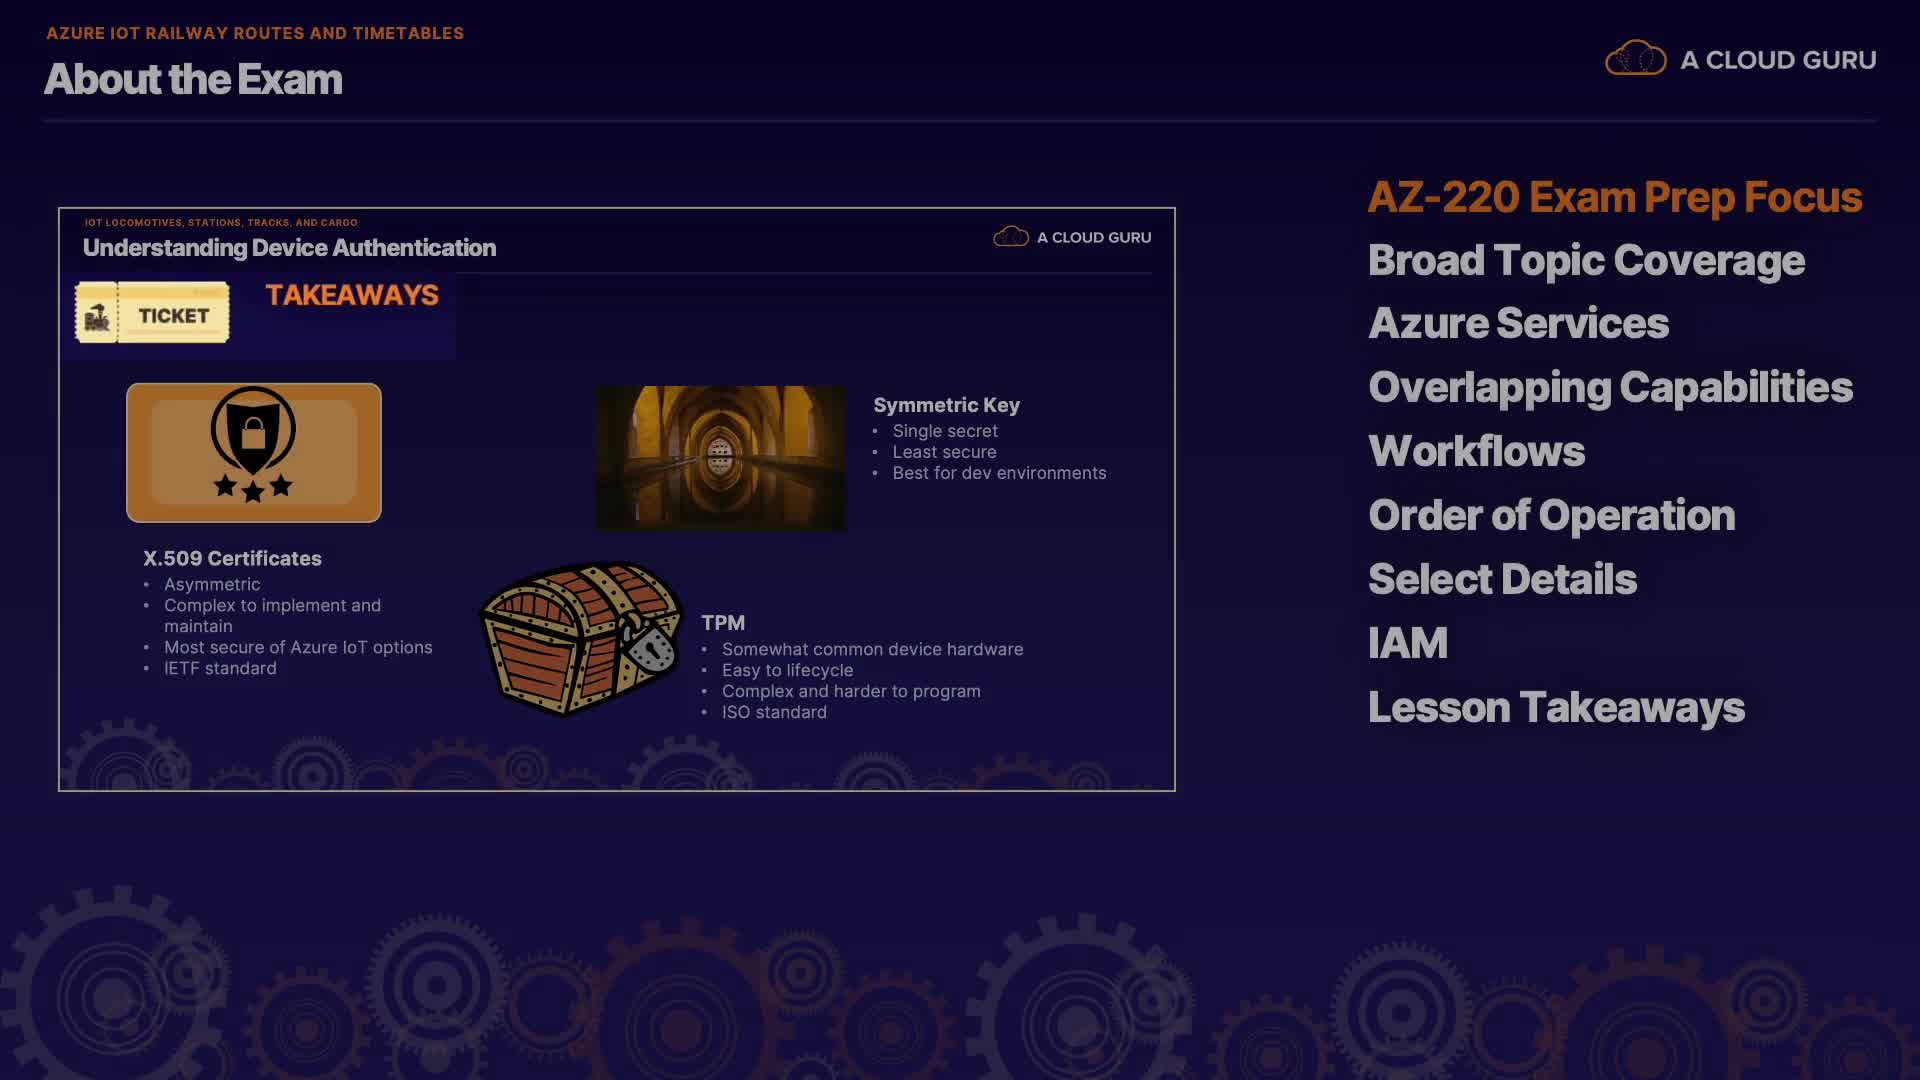 AZURE IOT RAILWAY ROUTES AND TIMETABLES
About the Exam
A CLOUD GURU
IOT LOCOMOTIVES, STATIONS, TRACKS, AND CARGO
Understanding Device Authentication
A CLOUD GURU
TICKET
TAKEAWAYS
Symmetric Key
• Single secret
• Least secure
• Best for dev environments
X.509 Certificates
• Asymmetric
• Complex to implement and
maintain
• Most secure of Azure IoT options
• IETF standard
TPM
• Somewhat common device hardware
• Easy to lifecycle
• Complex and harder to program
• ISO standard
AZ-220 Exam Prep Focus
Broad Topic Coverage
Azure Services
Overlapping Capabilities
Workflows
Order of Operation
Select Details
IAM
Lesson Takeaways